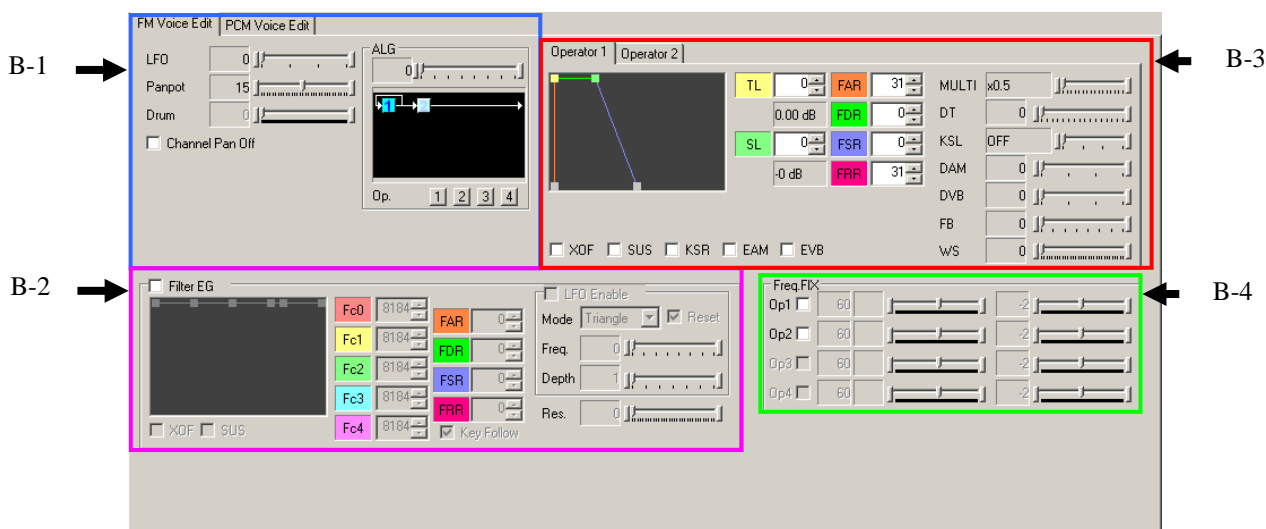 FM Voice Edit PCM Voice Edit
B-1
LFO 0
Panpot 15
Drum 0
Channel Pan Off
ALG
0
1 2
Op. 1 2 3 4
B-3
Operator 1 Operator 2
TL 0 FAR 31
0.00 dB FDR 0
SL 0 FSR 0
-0 dB FRR 31
MULTI x0.5
DT 0
KSL OFF
DAM 0
DVB 0
FB 0
WS 0
XOF SUS KSR EAM EVB
B-2
Filter EG
Fc0 8184
Fc1 8184
Fc2 8184
Fc3 8184
Fc4 8184
FAR 0
FDR 0
FSR 0
FRR 0
Key Follow
XOF SUS
LFO Enable
Mode Triangle Reset
Freq. 0
Depth 1
Res. 0
B-4
Freq.FIX
Op1 60 -2
Op2 60 -2
Op3 60 -2
Op4 60 -2